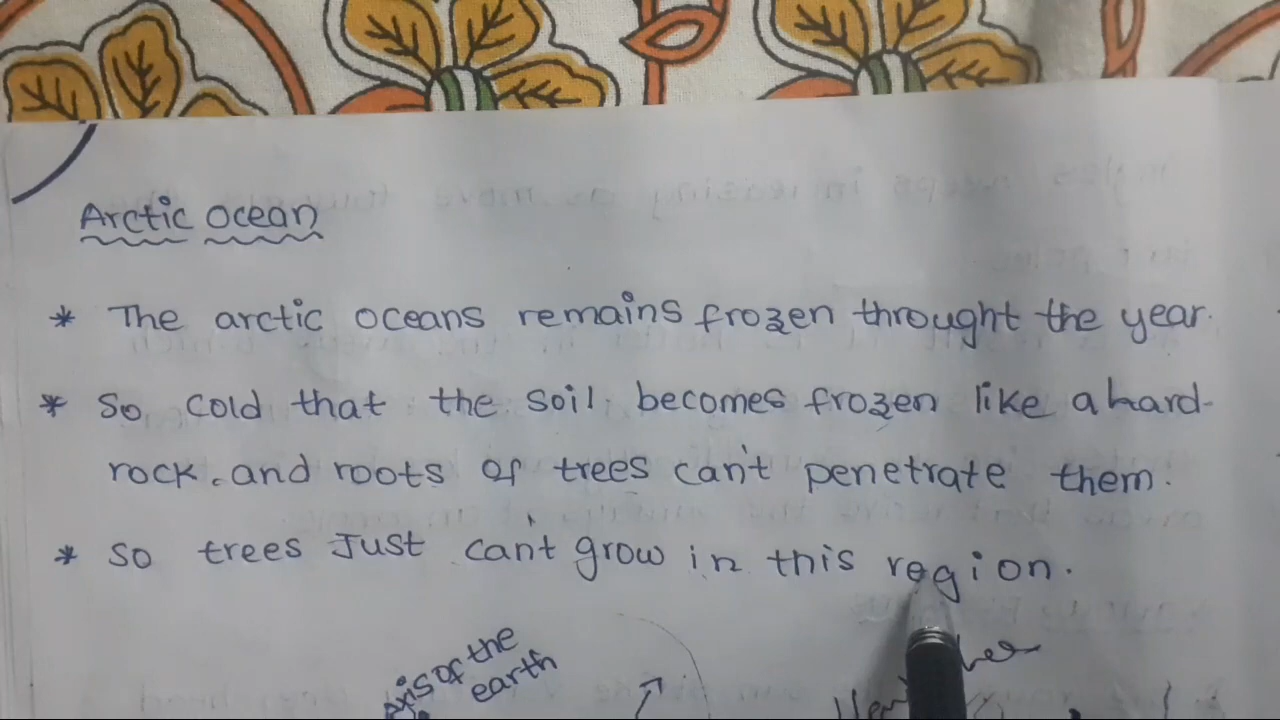 Arctic ocean
* The arctic oceans remains frozen throught the year.
* So cold that the soil becomes frozen like a hard
rock. and roots of trees can't penetrate them.
* So trees Just can't grow in this region.
Axis of the
earth